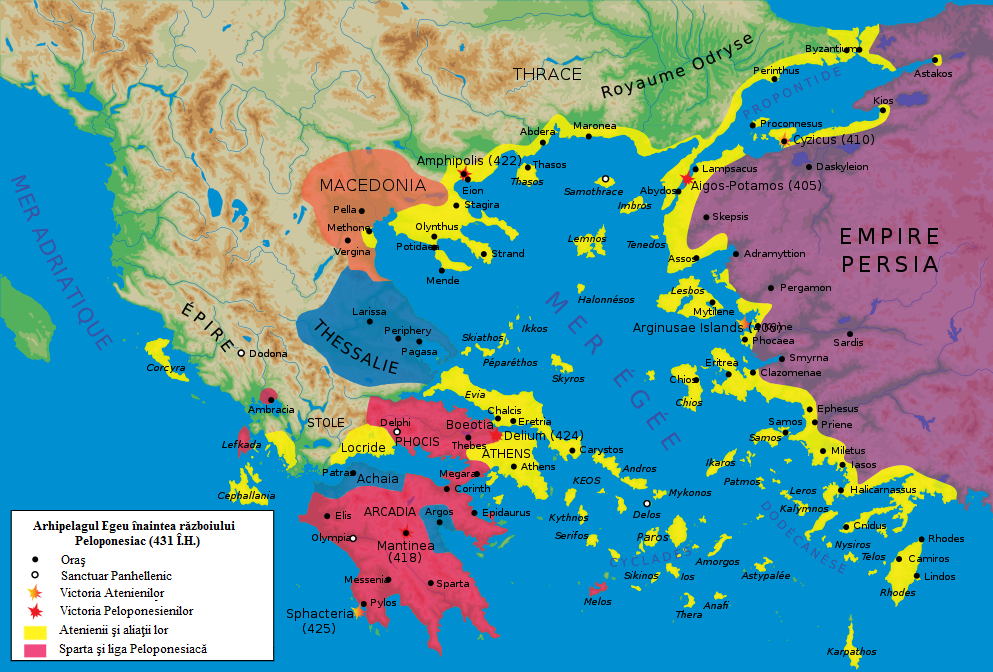 Byzantium
THRACE
Royaume Odryse
Perinthus
Astakos
PROPONTIDE
Kios
Proconnesus
Maronea
Abdera
Cyzicus (410)
Amphipolis (422)
Thasos
Lampsacus
Daskyleion
MER ADRIATIQUE
MACEDONIA
Eion
Thasos
Samothrace
Abydos
Aigos-Potamos (405)
Pella
Stagira
Imbros
Skepsis
Methone
Olynthus
EMPIRE
PERSIA
Potidaea
Lemnos
Tenedos
Vergina
Strand
Assos
Adramyttion
Mende
Lesbos
Pergamon
Halonnésos
MER ÉGÉE
Larissa
Mytilene
ÉPIRE
THESSALIE
Periphery
Ikkos
Arginusae Islands (406)
Skiathos
Phocaea
Sardis
Dodona
Pagasa
Péparéthos
Smyrna
Corcyra
Eritrea
Clazomenae
Skyros
Chios
Evia
Chios
Ambracia
Chalcis
Ephesus
STOLE
Delphi
Boeotia
Eretria
Samos
Priene
Lefkada
PHOCIS
Delium (424)
Samos
Locride
Thebes
ATHENS
Carystos
Miletus
Patras
Megara
Athens
Andros
Ikaros
Iasos
Achaïa
KEOS
Patmos
Cephallania
Corinth
Mykonos
Leros
Halicarnassus
Elis
ARCADIA
Argos
Epidaurus
Kythnos
Delos
Kalymnos
Cnidus
Olympia
Mantinea
(418)
Serifos
Paros
DODÉCANÈSE
Nysiros
Rhodes
CYCLADES
Amorgos
Telos
Camiros
Messenia
Sparta
Sikinos
Ios
Astypalée
Lindos
Pylos
Melos
Anafi
Rhodes
Sphacteria
(425)
Thera
Karpathos
Arhipelagul Egeu înaintea războiului
Peloponesiac (431 Î.H.)
Oraş
Sanctuar Panhellenic
Victoria Atenienilor
Victoria Peloponesienilor
Atenienii şi aliaţii lor
Sparta şi liga Peloponesiacă